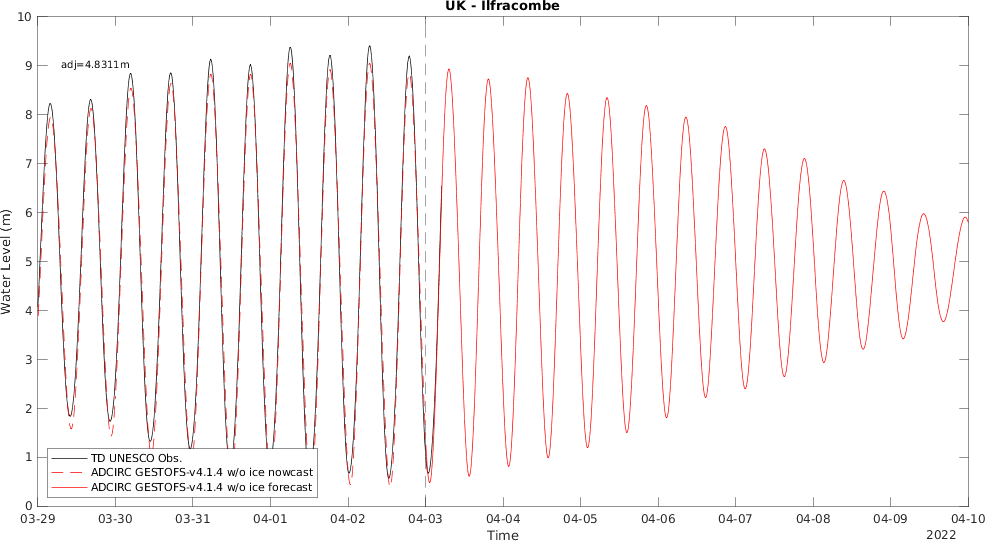 UK - Ilfracombe
adj=4.8311m
Water Level (m)
10
9
8
7
6
5
4
3
2
1
0
TD UNESCO Obs.
ADCIRC GESTOFS-v4.1.4 w/o ice nowcast
ADCIRC GESTOFS-v4.1.4 w/o ice forecast
03-29 03-30 03-31 04-01 04-02 04-03 04-04 04-05 04-06 04-07 04-08 04-09 04-10
Time
2022